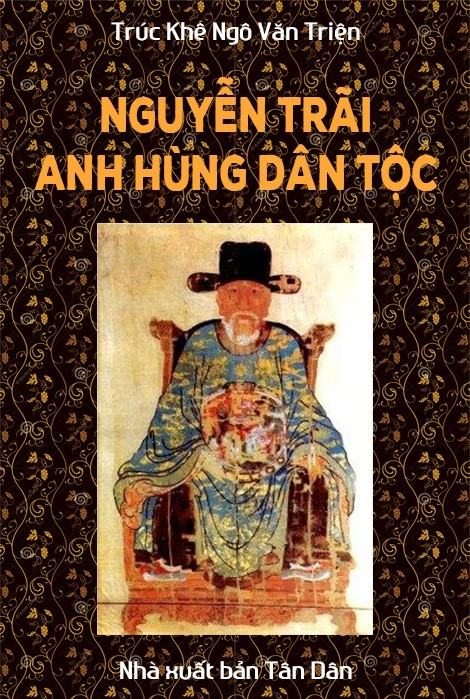 Trúc Khê Ngô Văn Triện
NGUYỄN TRÃI
ANH HÙNG DÂN TỘC
Nhà xuất bản Tân Dân